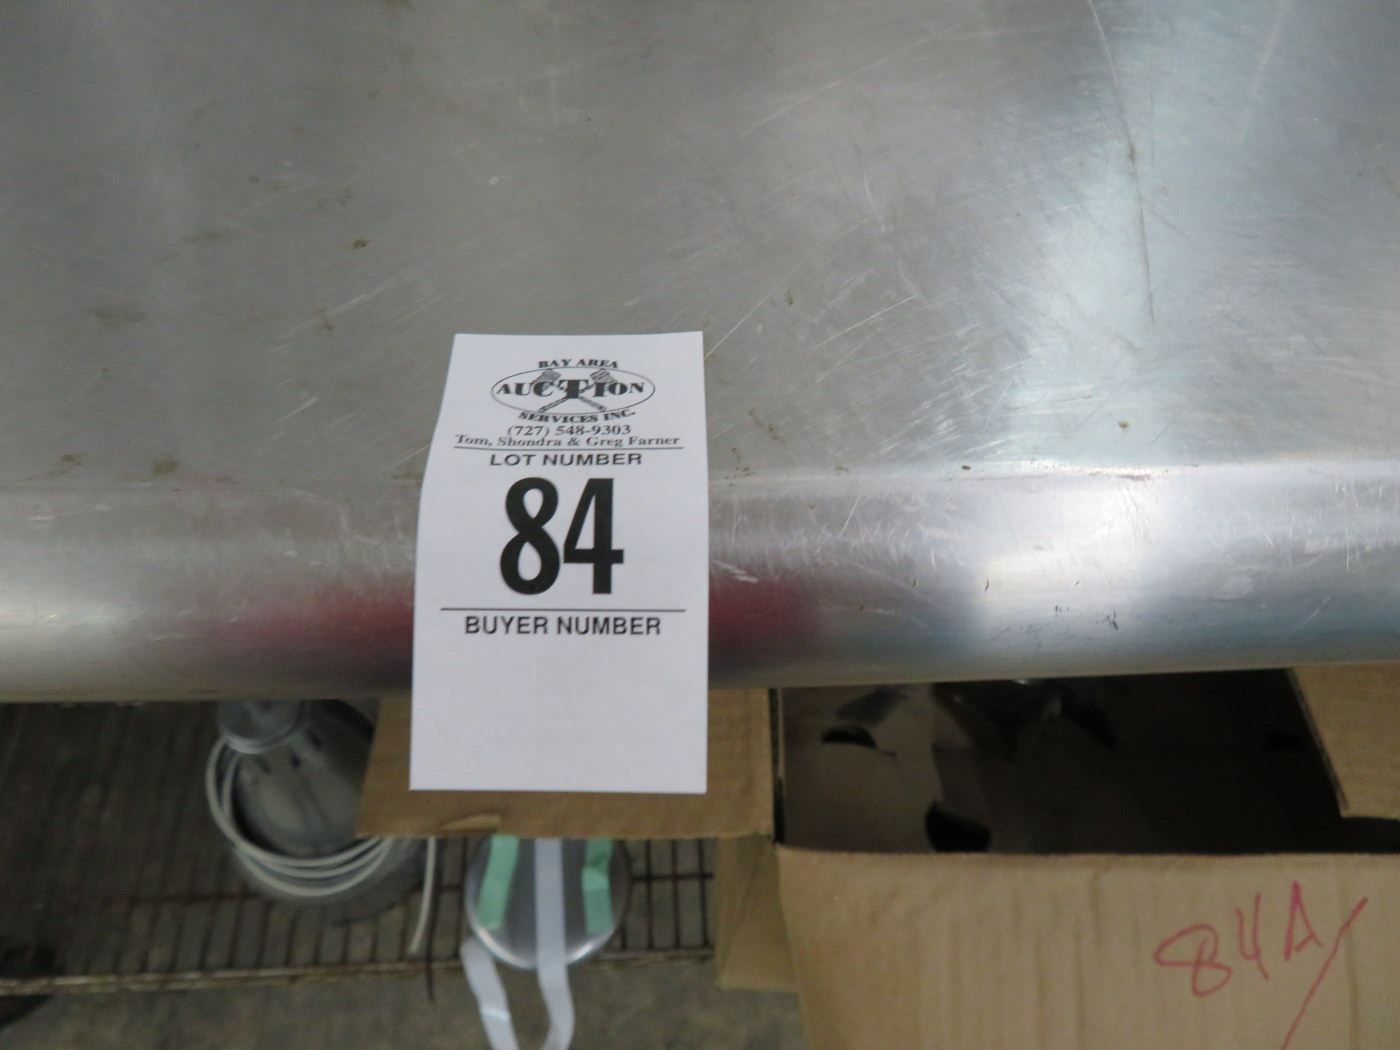 BAY AREA
AUCTION
SERVICES INC.
(727) 548-9303
Tom, Shondra & Greg Farner
LOT NUMBER
84
BUYER NUMBER
84A/